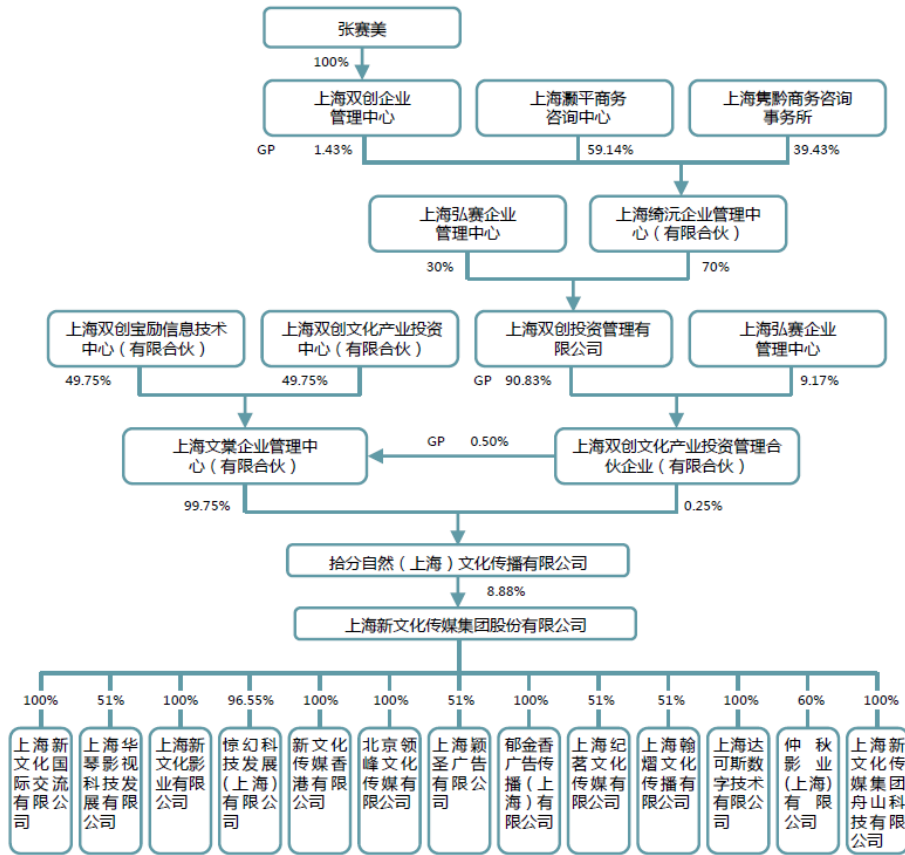 张赛美
100%
上海双创企业
管理中心
上海灏平商务
咨询中心
上海隽黔商务咨询
事务所
GP 1.43%
59.14%
39.43%
上海弘赛企业
管理中心
上海绮沅企业管理中
心（有限合伙）
30%
70%
上海双创宝励信息技术
中心（有限合伙）
上海双创文化产业投资
中心（有限合伙）
上海双创投资管理有
限公司
上海弘赛企业
管理中心
49.75%
49.75%
GP 90.83%
9.17%
上海文棠企业管理中
心（有限合伙）
GP 0.50%
上海双创文化产业投资管理合
伙企业（有限合伙）
99.75%
0.25%
拾分自然（上海）文化传播有限公司
8.88%
上海新文化传媒集团股份有限公司
100%
51%
100%
96.55%
100%
100%
51%
100%
51%
51%
100%
60%
100%
上海新
文化国
际交流
有限公
司
上海华
琴影视
科技发
展有限
公司
上海新
文化影
业有限
公司
惊幻科
技发展
(上海)
有限公
司
新文化
传媒香
港有限
公司
北京领
峰文化
传媒有
限公司
上海颖
圣广告
有限公
司
郁金香
广告传
播(上
海)有
限公司
上海纪
茗文化
传媒有
限公司
上海翰
熠文化
传播有
限公司
上海达
可斯数
字技术
有限公
司
仲秋
影业
(上海)
有限
公司
上海新
文化传
媒集团
舟山科
技有限
公司